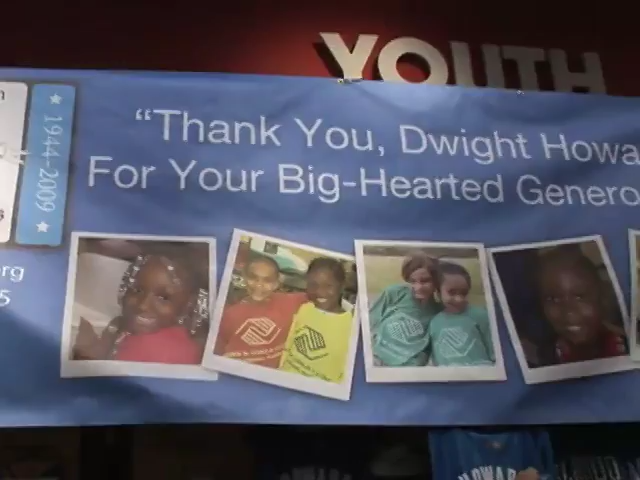 YOUTH
1944-2009
"Thank You, Dwight Howa
For Your Big-Hearted Genero
rg
5